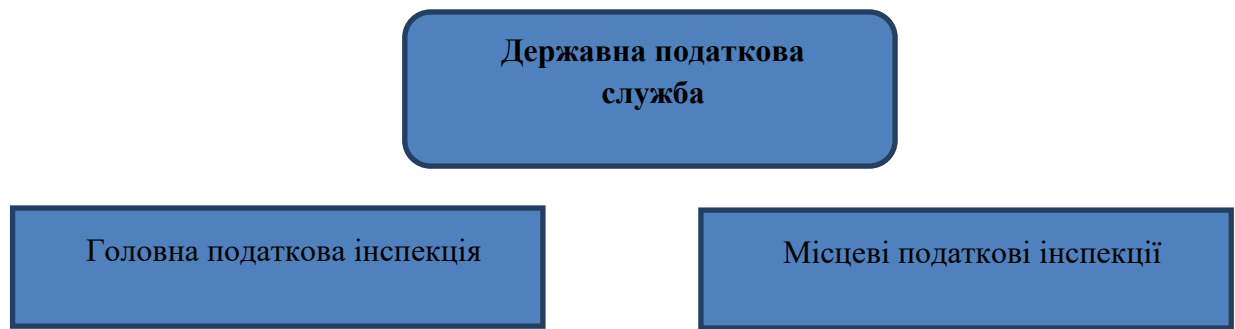 Державна податкова
служба
Головна податкова інспекція
Місцеві податкові інспекції